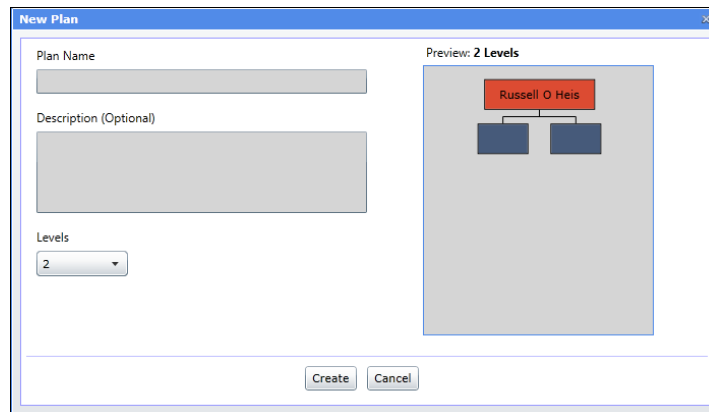 New Plan
Plan Name
Description (Optional)
Levels
2
Preview: 2 Levels
Russell O Heis
Create
Cancel